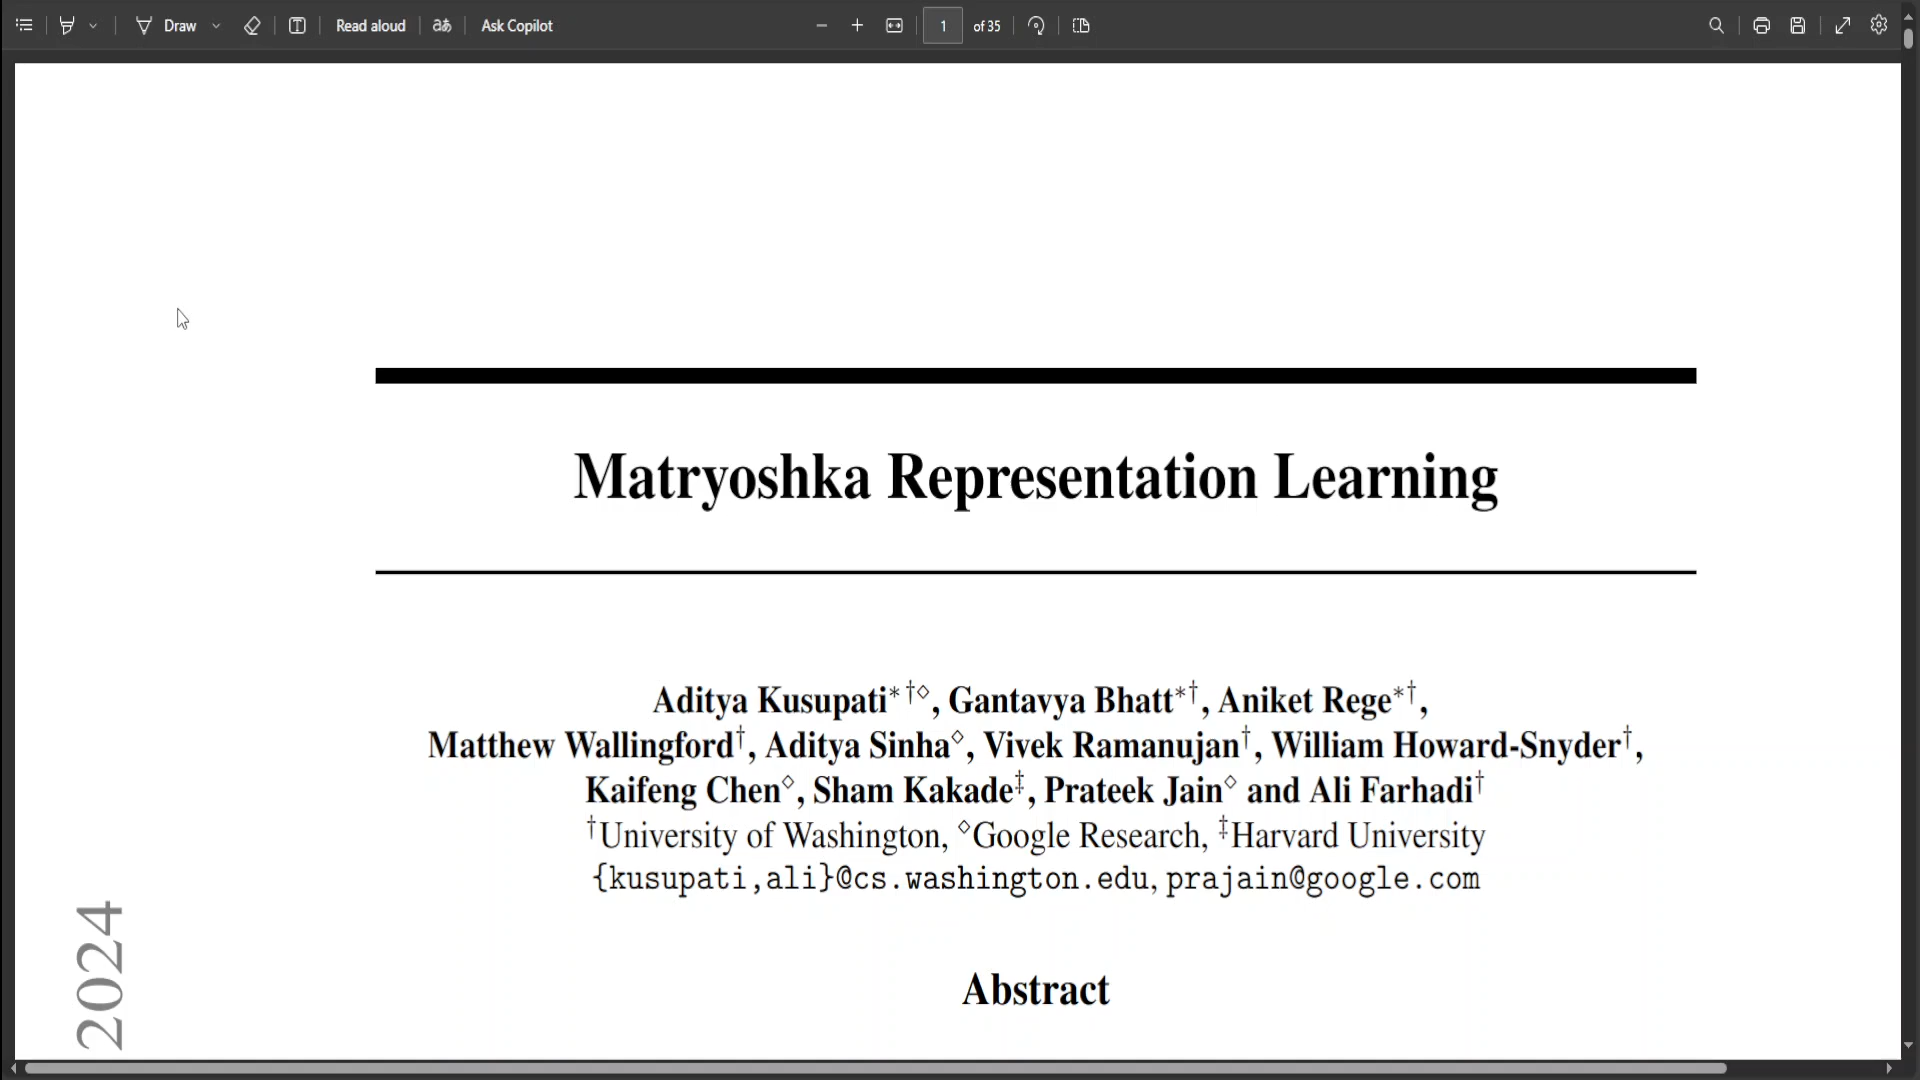 Draw Read aloud aあ Ask Copilot 1 of 35
Matryoshka Representation Learning
Aditya Kusupati*†◇, Gantavya Bhatt*†, Aniket Rege*†,
Matthew Wallingford†, Aditya Sinha◇, Vivek Ramanujan†, William Howard-Snyder†,
Kaifeng Chen◇, Sham Kakade‡, Prateek Jain◇ and Ali Farhadi†
†University of Washington, ◇Google Research, ‡Harvard University
{kusupati,ali}@cs.washington.edu, prajain@google.com
Abstract
2024